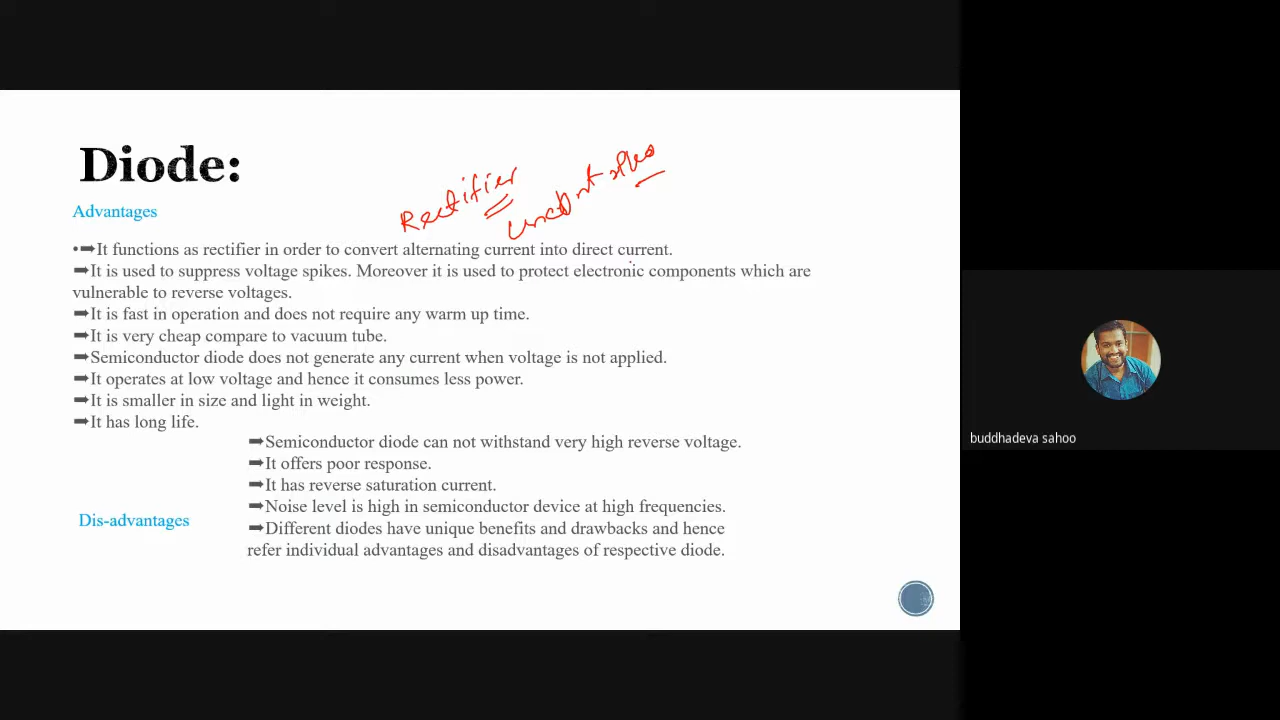 Diode:
Rectifier
Advantages
•➡It functions as rectifier in order to convert alternating current into direct current.
➡It is used to suppress voltage spikes. Moreover it is used to protect electronic components which are
vulnerable to reverse voltages.
➡It is fast in operation and does not require any warm up time.
➡It is very cheap compare to vacuum tube.
➡Semiconductor diode does not generate any current when voltage is not applied.
➡It operates at low voltage and hence it consumes less power.
➡It is smaller in size and light in weight.
➡It has long life.
➡Semiconductor diode can not withstand very high reverse voltage.
➡It offers poor response.
➡It has reverse saturation current.
➡Noise level is high in semiconductor device at high frequencies.
Dis-advantages
➡Different diodes have unique benefits and drawbacks and hence
refer individual advantages and disadvantages of respective diode.
buddhadeva sahoo